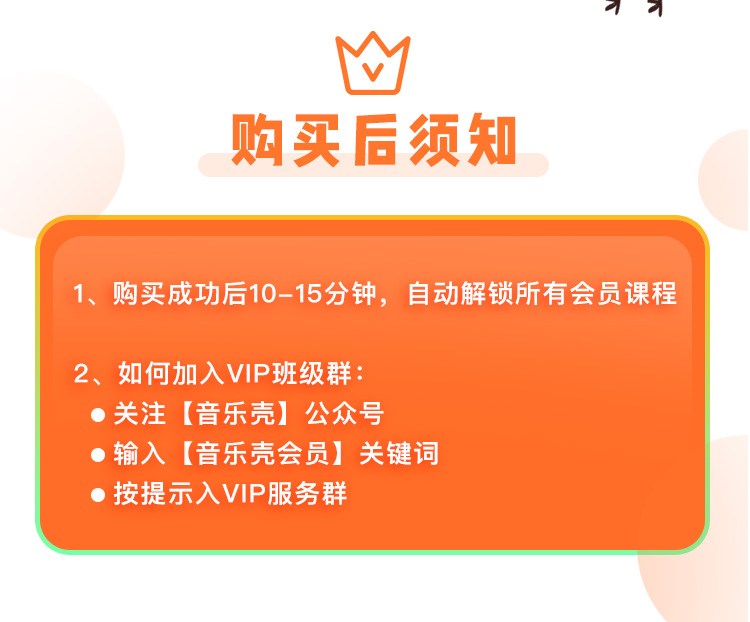 购买后须知
1、购买成功后10-15分钟，自动解锁所有会员课程
2、如何加入VIP班级群：
●关注【音乐壳】公众号
●输入【音乐壳会员】关键词
●按提示入VIP服务群